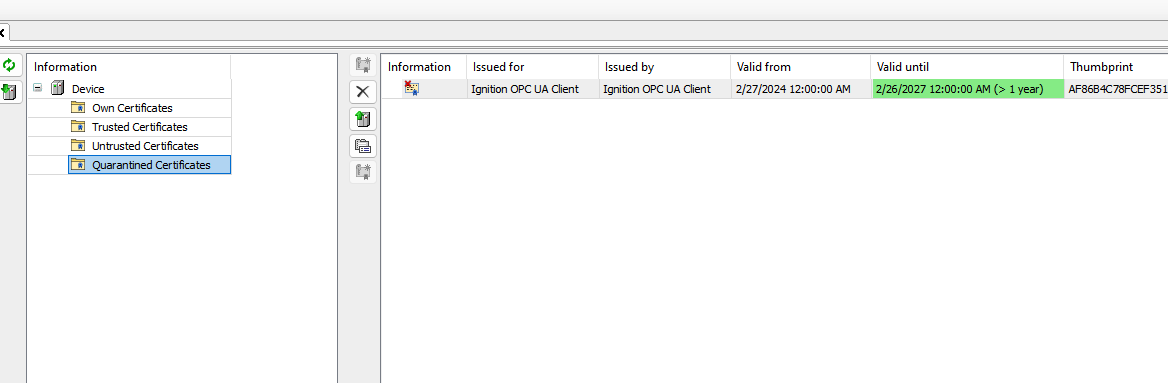 Information
Device
Own Certificates
Trusted Certificates
Untrusted Certificates
Quarantined Certificates
Information Issued for Issued by Valid from Valid until Thumbprint
Ignition OPC UA Client Ignition OPC UA Client 2/27/2024 12:00:00 AM 2/26/2027 12:00:00 AM (> 1 year) AF86B4C78FCEF351